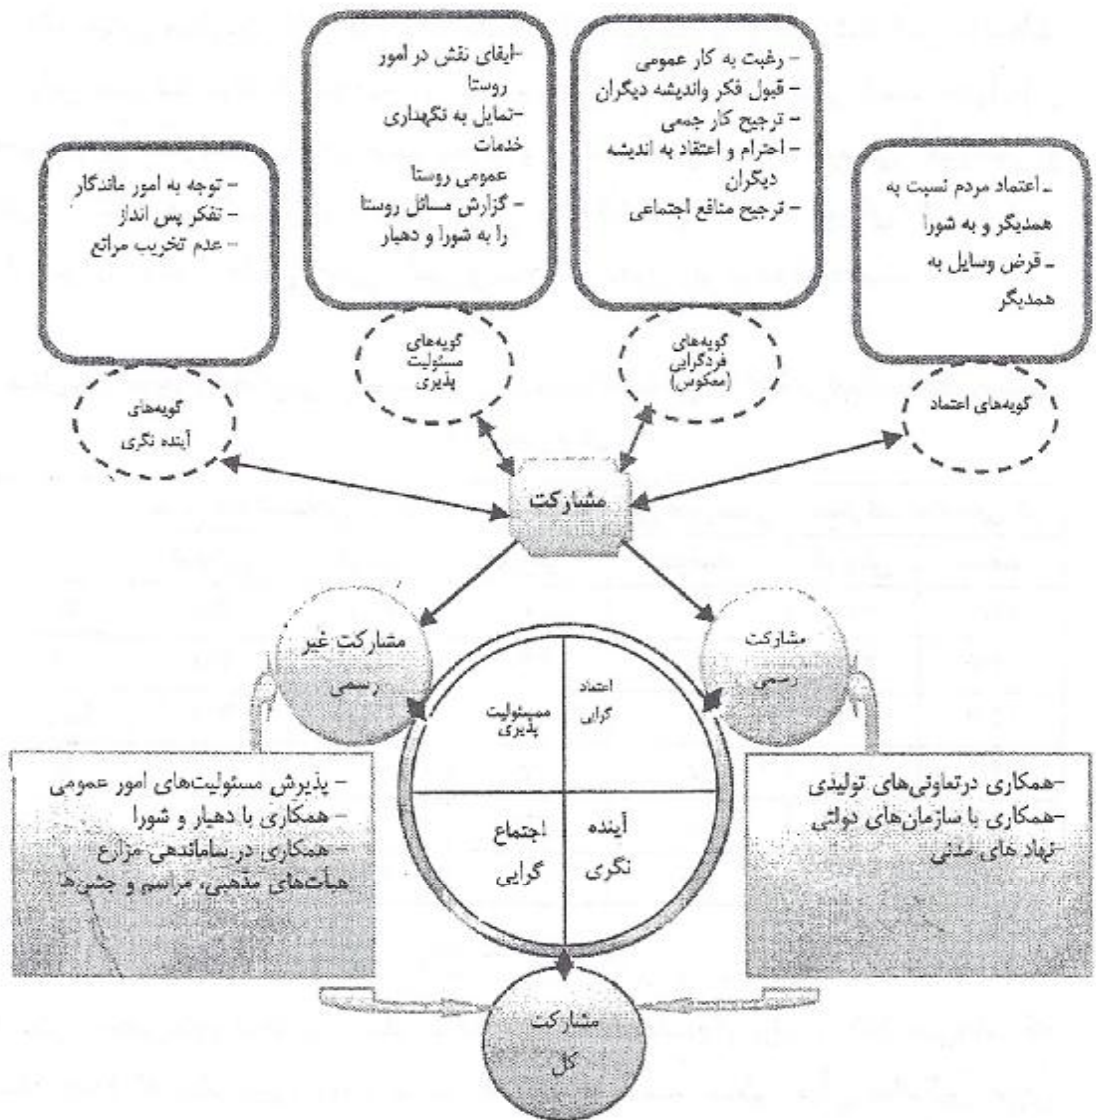 - رغبت به کار عمومی
- قبول فکر واندیشه دیگران
- ترجیح کار جمعی
- احترام و اعتقاد به اندیشه
دیگران
- ترجیح منافع اجتماعی
-ایفای نقش در امور
روستا
-تمایل به نگهداری
خدمات
عمومی روستا
- گزارش مسائل روستا
را به شورا و دهیار
ـ اعتماد مردم نسبت به
همدیگر و به شورا
ـ قرض وسایل به
همدیگر
- توجه به امور ماندگار
- تفکر پس انداز
- عدم تخریب مراتع
گویه‌های اعتماد
گویه‌های
فردگرایی
(معکوس)
گویه‌های
مسئولیت
پذیری
گویه‌های
آینده نگری
مشارکت
مشارکت
رسمی
مشارکت غیر
رسمی
اعتماد
گرایی
مسئولیت
پذیری
آینده
نگری
اجتماع
گرایی
-همکاری درتعاونی‌های تولیدی
-همکاری با سازمان‌های دولتی
نهاد های مدنی
- پذیرش مسئولیت‌های امور عمومی
- همکاری با دهیار و شورا
- همکاری در ساماندهی مزارع
هیأت‌های مذهبی، مراسم و جشن‌ها
مشارکت
کل